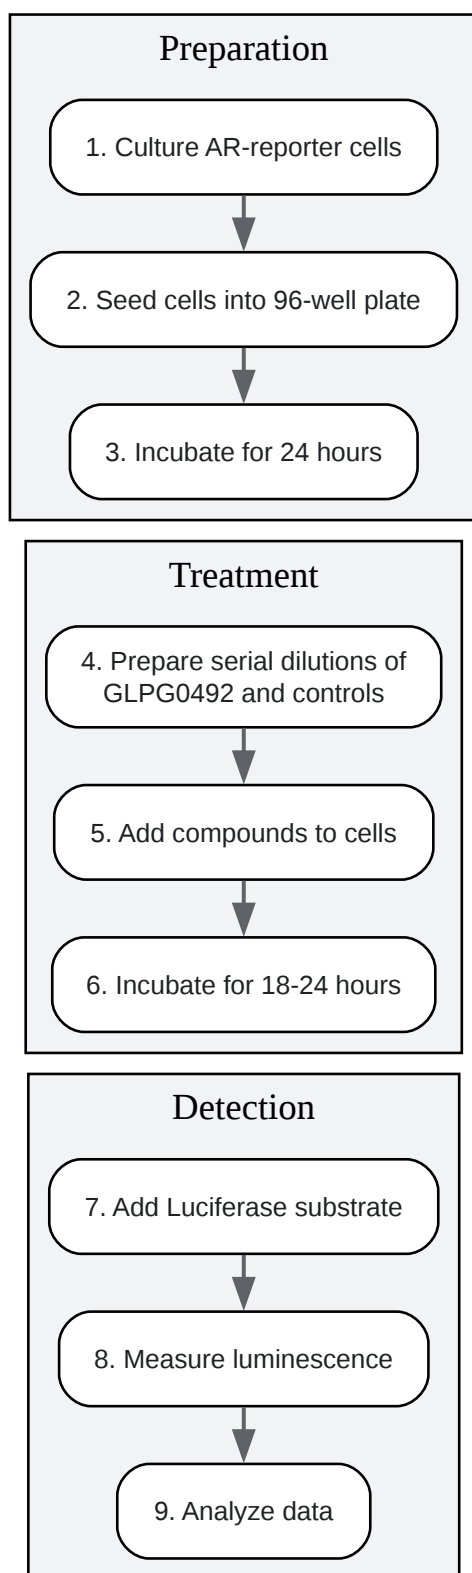 Preparation
1. Culture AR-reporter cells
2. Seed cells into 96-well plate
3. Incubate for 24 hours
Treatment
4. Prepare serial dilutions of
GLPG0492 and controls
5. Add compounds to cells
6. Incubate for 18-24 hours
Detection
7. Add Luciferase substrate
8. Measure luminescence
9. Analyze data